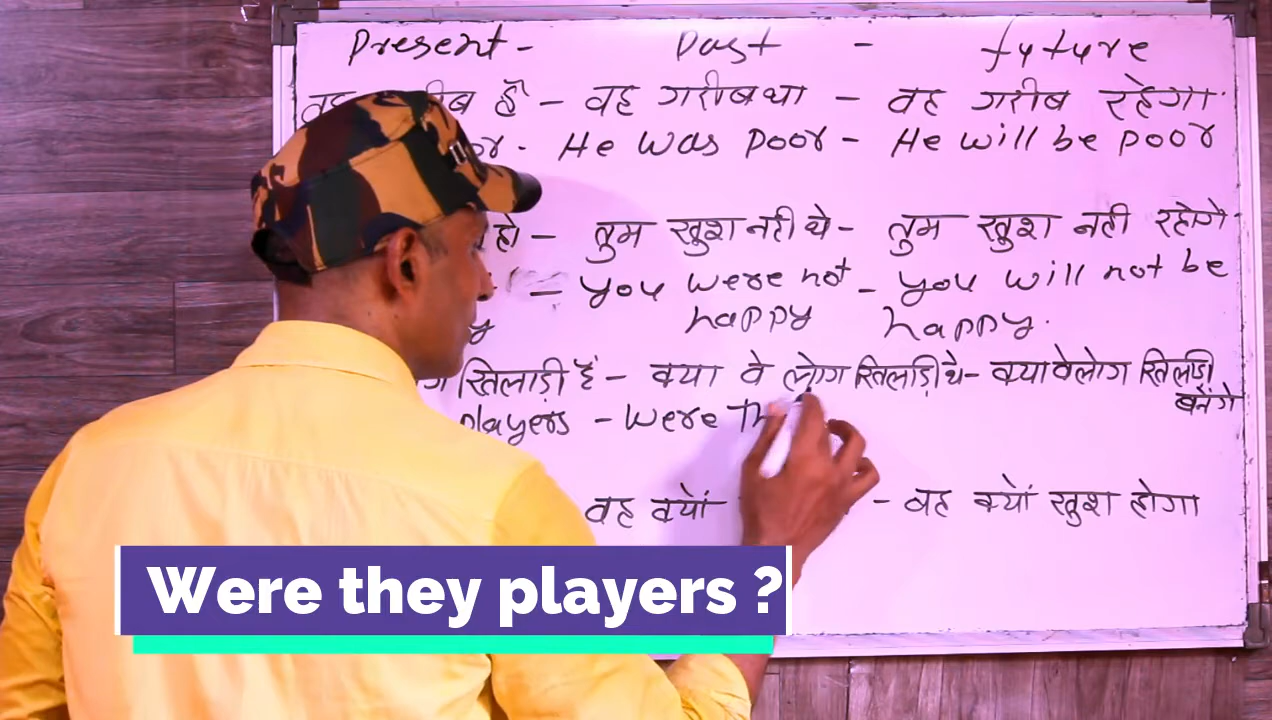 Present - Past - future
है - वह गरीब था - वह गरीब रहेगा
He was poor - He will be poor
हो - तुम खुश नही थे - तुम खुश नही रहोगे
= you were not - you will not be
happy happy.
खिलाड़ी हैं - क्या वे लोग खिलाड़ी थे - क्या वे लोग खिलाड़ी
बनेंगे
players - were Th
वह क्यों - वह क्यों खुश होगा
Were they players ?